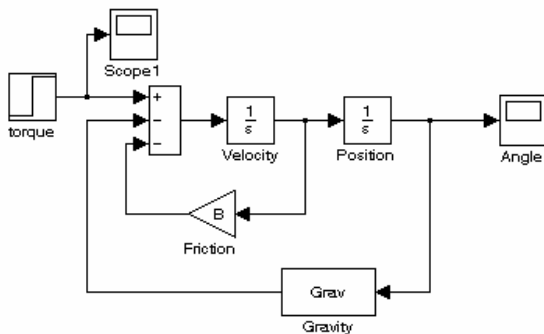 Scope1
torque
+
−
−
1
s
Velocity
1
s
Position
Angle
B
Friction
Grav
Gravity